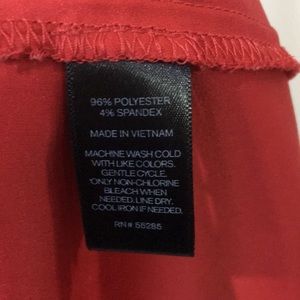 96% POLYESTER
4% SPANDEX
MADE IN VIETNAM
MACHINE WASH COLD
WITH LIKE COLORS.
GENTLE CYCLE.
ONLY NON-CHLORINE
BLEACH WHEN
NEEDED. LINE DRY.
COOL IRON IF NEEDED.
RN# 55285